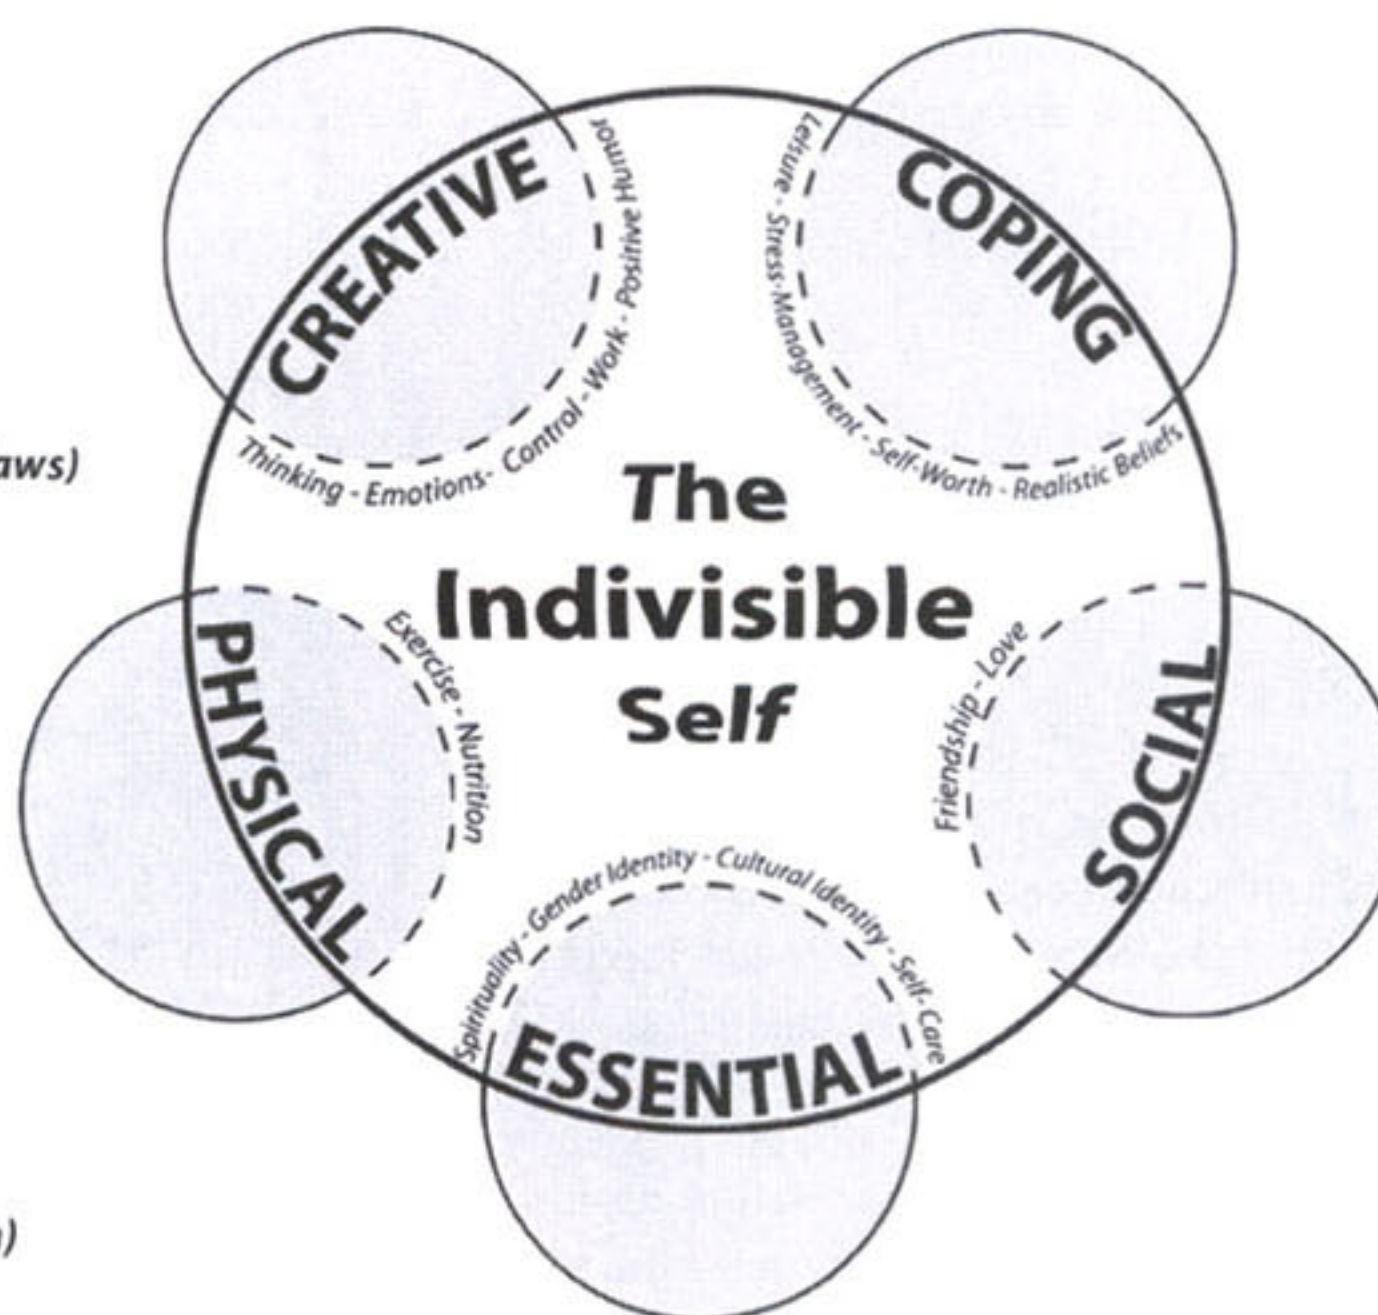 CREATIVE
Thinking - Emotions- Control - Work - Positive Humor
COPING
Leisure - Stress-Management - Self-Worth - Realistic Beliefs
aws)
The
Indivisible
Self
PHYSICAL
Exercise - Nutrition
SOCIAL
Friendship - Love
ESSENTIAL
Spirituality - Gender Identity - Cultural Identity - Self-Care